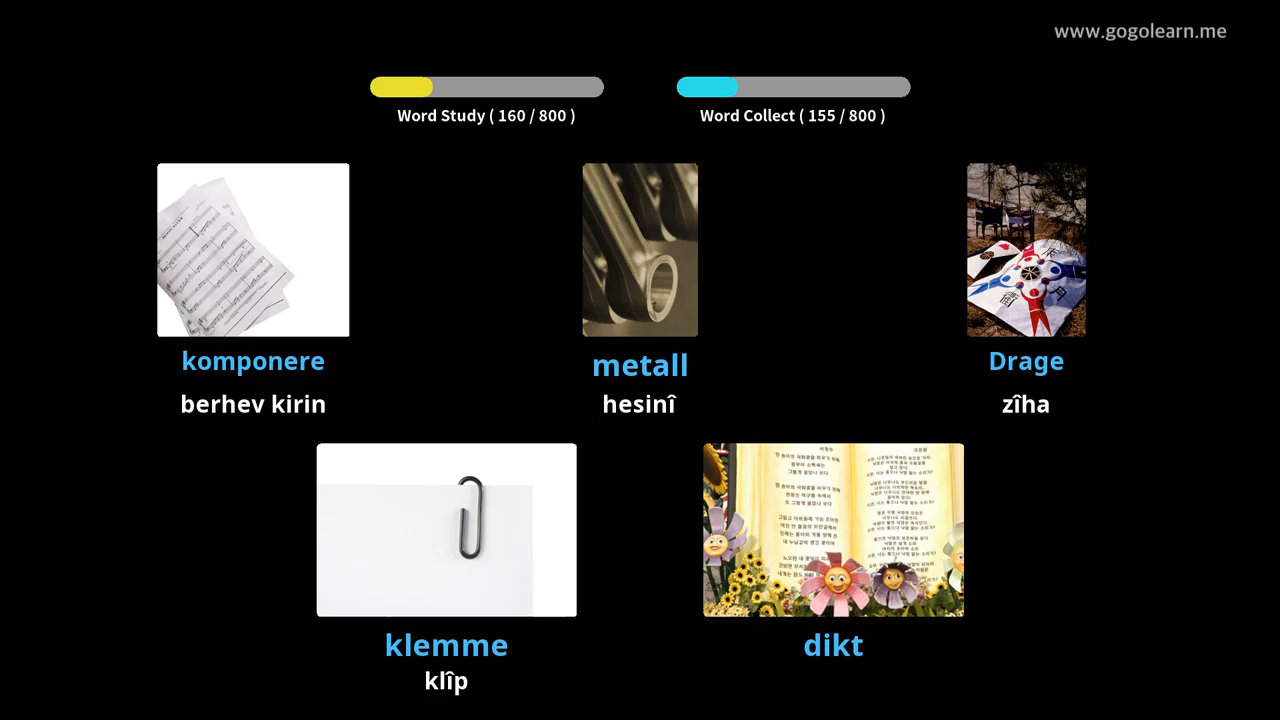 www.gogolearn.me
Word Study ( 160 / 800 )
Word Collect ( 155 / 800 )
komponere
metall
Drage
berhev kirin
hesinî
zîha
klemme
dikt
klîp